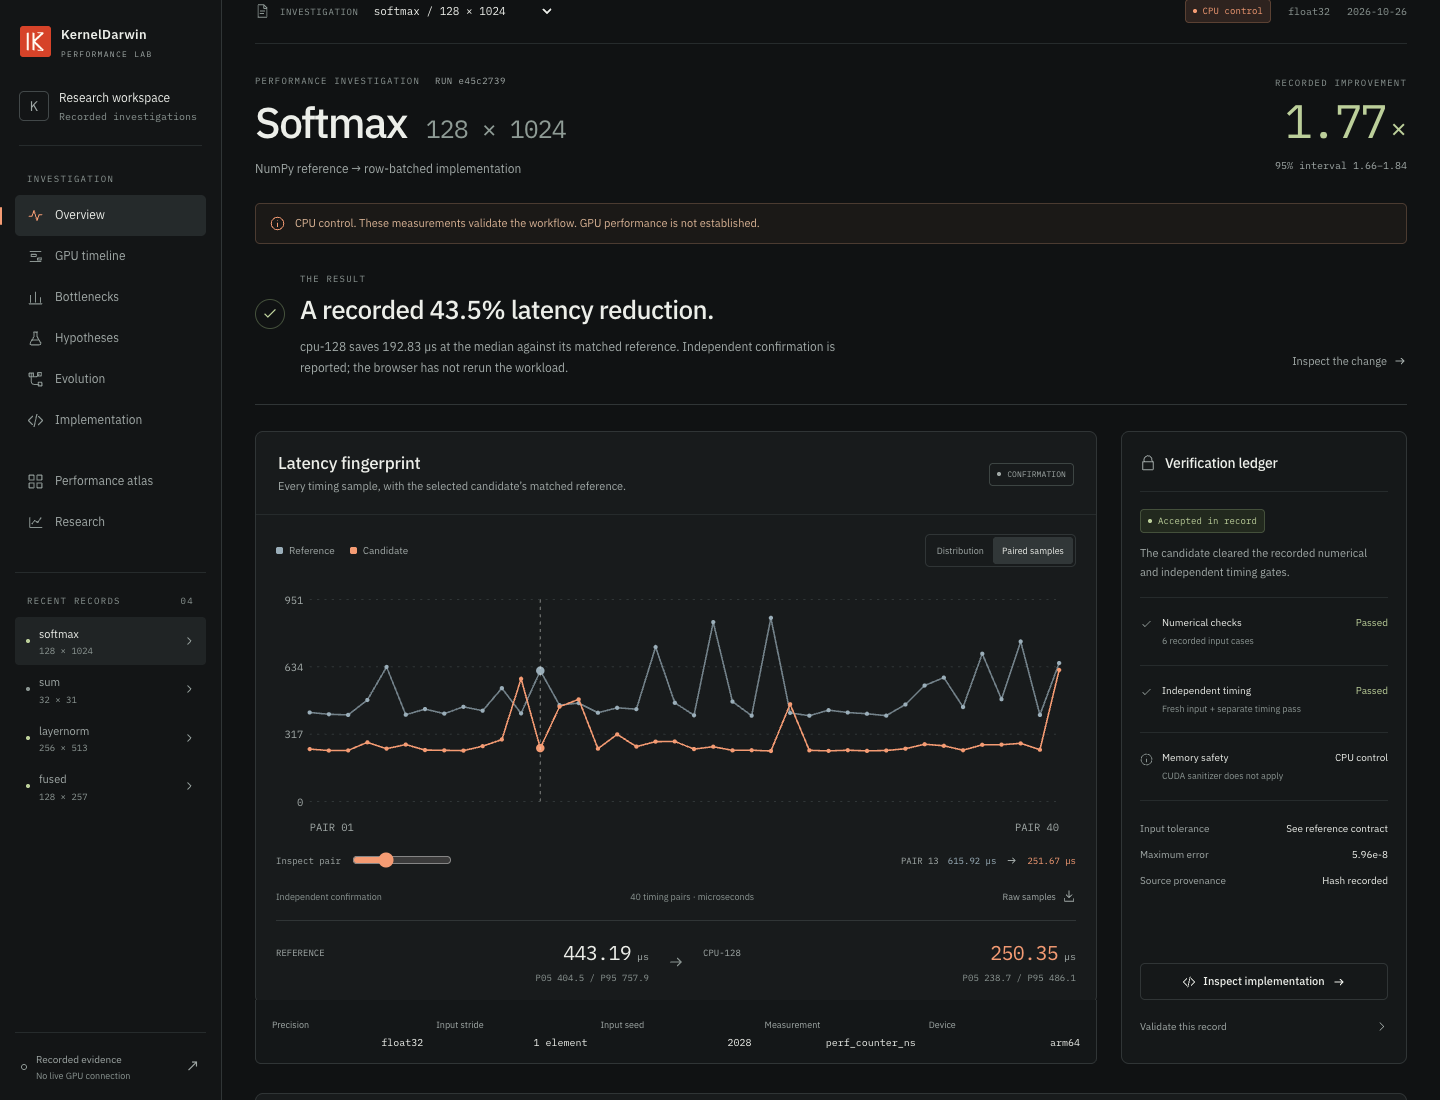 KernelDarwin
PERFORMANCE LAB
K
Research workspace
Recorded investigations
INVESTIGATION
Overview
GPU timeline
Bottlenecks
Hypotheses
Evolution
Implementation
Performance atlas
Research
RECENT RECORDS 04
softmax
128 × 1024
sum
32 × 31
layernorm
256 × 513
fused
128 × 257
Recorded evidence
No live GPU connection
INVESTIGATION softmax / 128 × 1024
CPU control float32 2026-10-26
PERFORMANCE INVESTIGATION RUN e45c2739
Softmax 128 × 1024
NumPy reference → row-batched implementation
RECORDED IMPROVEMENT
1.77×
95% interval 1.66–1.84
CPU control. These measurements validate the workflow. GPU performance is not established.
THE RESULT
A recorded 43.5% latency reduction.
cpu-128 saves 192.83 µs at the median against its matched reference. Independent confirmation is
reported; the browser has not rerun the workload.
Inspect the change →
Latency fingerprint
Every timing sample, with the selected candidate’s matched reference.
CONFIRMATION
Reference Candidate
Distribution Paired samples
951
634
317
0
PAIR 01 PAIR 40
Inspect pair PAIR 13 615.92 µs → 251.67 µs
Independent confirmation 40 timing pairs · microseconds Raw samples
REFERENCE 443.19 µs → CPU-128 250.35 µs
P05 404.5 / P95 757.9 P05 238.7 / P95 486.1
Precision Input stride Input seed Measurement Device
float32 1 element 2028 perf_counter_ns arm64
Verification ledger
Accepted in record
The candidate cleared the recorded numerical
and independent timing gates.
Numerical checks Passed
6 recorded input cases
Independent timing Passed
Fresh input + separate timing pass
Memory safety CPU control
CUDA sanitizer does not apply
Input tolerance See reference contract
Maximum error 5.96e-8
Source provenance Hash recorded
Inspect implementation →
Validate this record